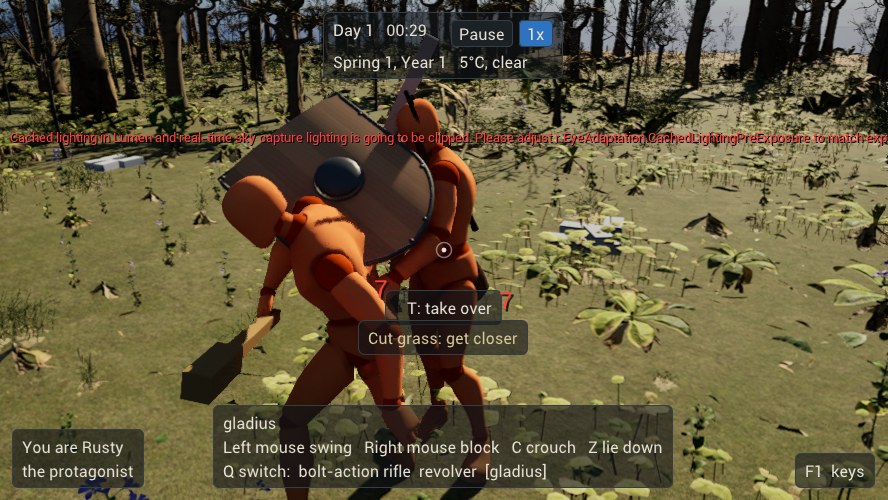 Day 1 00:29 Pause 1x
Spring 1, Year 1 5°C, clear
Cached lighting in Lumen and real-time sky capture lighting is going to be clipped. Please adjust r.EyeAdaptation.CachedLightingPreExposure to match exp
7
7
T: take over
Cut grass: get closer
gladius
Left mouse swing Right mouse block C crouch Z lie down
Q switch: bolt-action rifle revolver [gladius]
You are Rusty
the protagonist
F1 keys